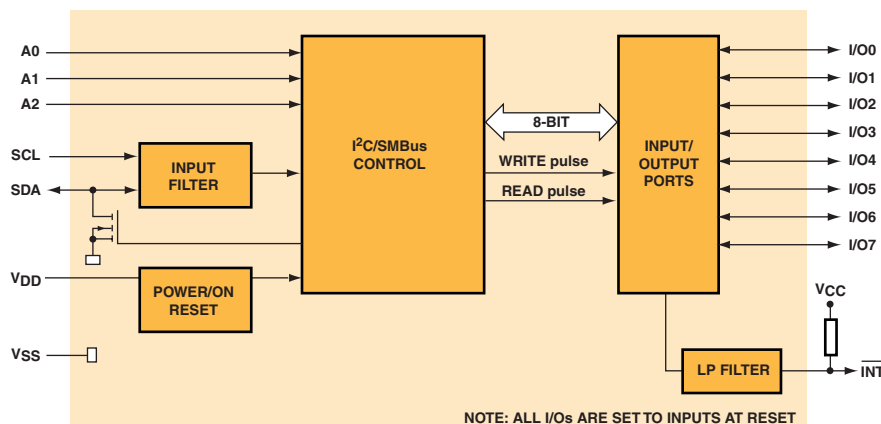 A0
A1
A2
SCL
SDA
VDD
VSS
INPUT
FILTER
POWER/ON
RESET
I²C/SMBus
CONTROL
8-BIT
WRITE pulse
READ pulse
INPUT/
OUTPUT
PORTS
I/O0
I/O1
I/O2
I/O3
I/O4
I/O5
I/O6
I/O7
VCC
LP FILTER
INT
NOTE: ALL I/Os ARE SET TO INPUTS AT RESET